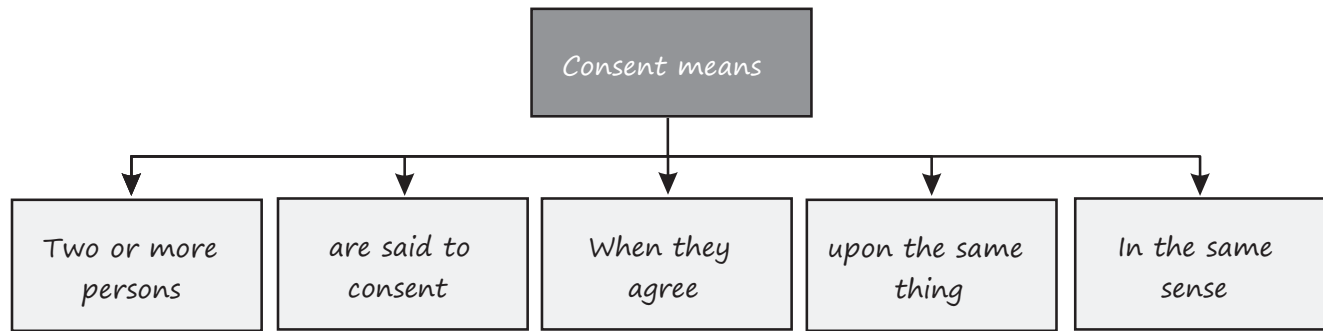 Consent means
Two or more
persons
are said to
consent
When they
agree
upon the same
thing
In the same
sense